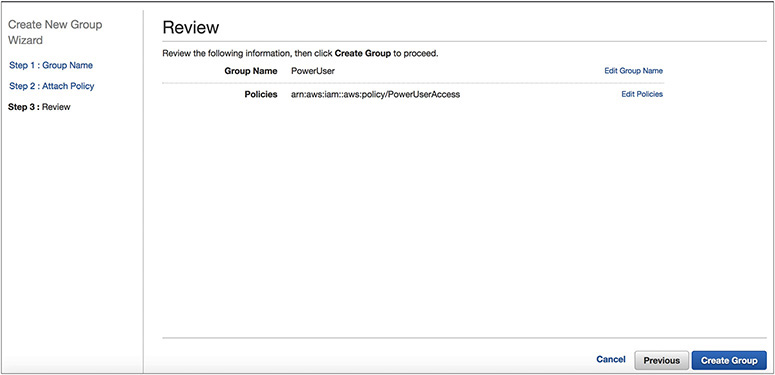 Create New Group
Wizard
Step 1 : Group Name
Step 2 : Attach Policy
Step 3 : Review
Review
Review the following information, then click Create Group to proceed.
Group Name PowerUser Edit Group Name
Policies arn:aws:iam::aws:policy/PowerUserAccess Edit Policies
Cancel Previous Create Group